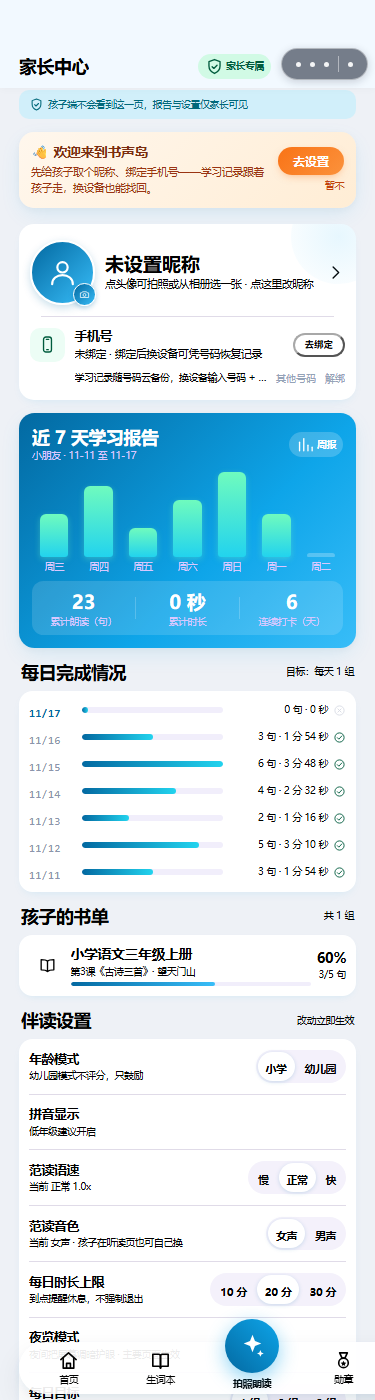 家长中心
家长专属
孩子端不会看到这一页，报告与设置仅家长可见
👋 欢迎来到书声岛
先给孩子取个昵称、绑定手机号——学习记录跟着
孩子走，换设备也能找回。
去设置
暂不
未设置昵称
点头像可拍照或从相册选一张 · 点这里改昵称
手机号
未绑定 · 绑定后换设备可凭号码恢复记录
去绑定
学习记录随号码云备份，换设备输入号码 + ...
其他号码 解绑
近 7 天学习报告
小朋友 · 11-11 至 11-17
周报
周三 周四 周五 周六 周日 周一 周二
23 0 秒 6
累计朗读（句） 累计时长 连续打卡（天）
每日完成情况
目标：每天 1 组
11/17 0 句 · 0 秒
11/16 3 句 · 1 分 54 秒
11/15 6 句 · 3 分 48 秒
11/14 4 句 · 2 分 32 秒
11/13 2 句 · 1 分 16 秒
11/12 5 句 · 3 分 10 秒
11/11 3 句 · 1 分 54 秒
孩子的书单
共 1 组
小学语文三年级上册
第3课《古诗三首》· 望天门山
60%
3/5 句
伴读设置
改动立即生效
年龄模式
幼儿园模式不评分，只鼓励
小学 幼儿园
拼音显示
低年级建议开启
范读语速
当前 正常 1.0x
慢 正常 快
范读音色
当前 女声 · 孩子在听读页也可自己换
女声 男声
每日时长上限
到点提醒休息，不强制退出
10 分 20 分 30 分
夜览模式
首页 生词本 拍照朗读 勋章